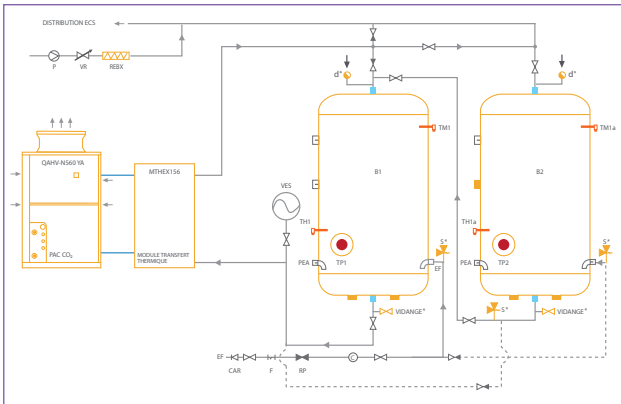 DISTRIBUTION ECS
P
VR
REBX
d*
d*
QAHV-N560 YA
MTHEX156
TM1
TM1a
VES
B1
B2
TH1
TH1a
S*
S*
PAC CO₂
MODULE TRANSFERT
THERMIQUE
PEA
TP1
EF
PEA
TP2
VIDANGE*
S*
VIDANGE*
EF
CAR
F
RP
C